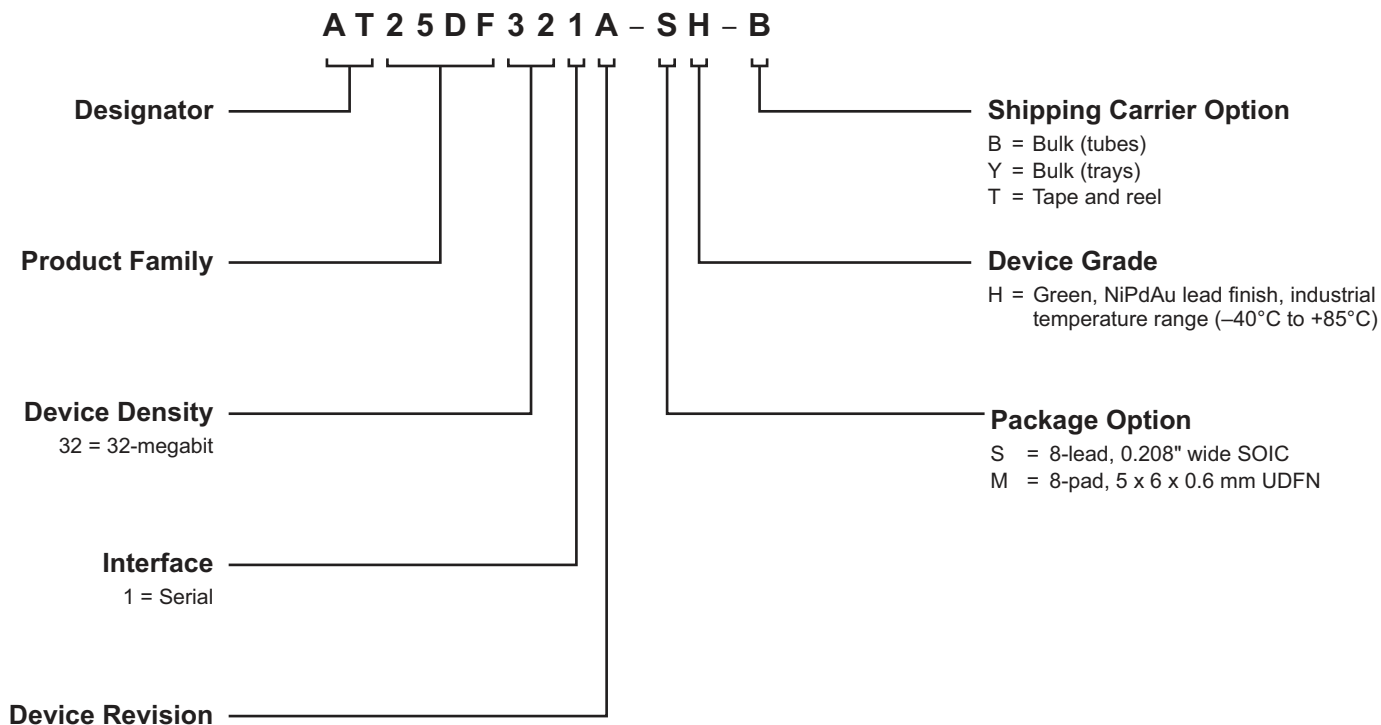 A T 2 5 D F 3 2 1 A – S H – B
Designator
Product Family
Device Density
32 = 32-megabit
Interface
1 = Serial
Device Revision
Shipping Carrier Option
B = Bulk (tubes)
Y = Bulk (trays)
T = Tape and reel
Device Grade
H = Green, NiPdAu lead finish, industrial
temperature range (–40°C to +85°C)
Package Option
S = 8-lead, 0.208" wide SOIC
M = 8-pad, 5 x 6 x 0.6 mm UDFN